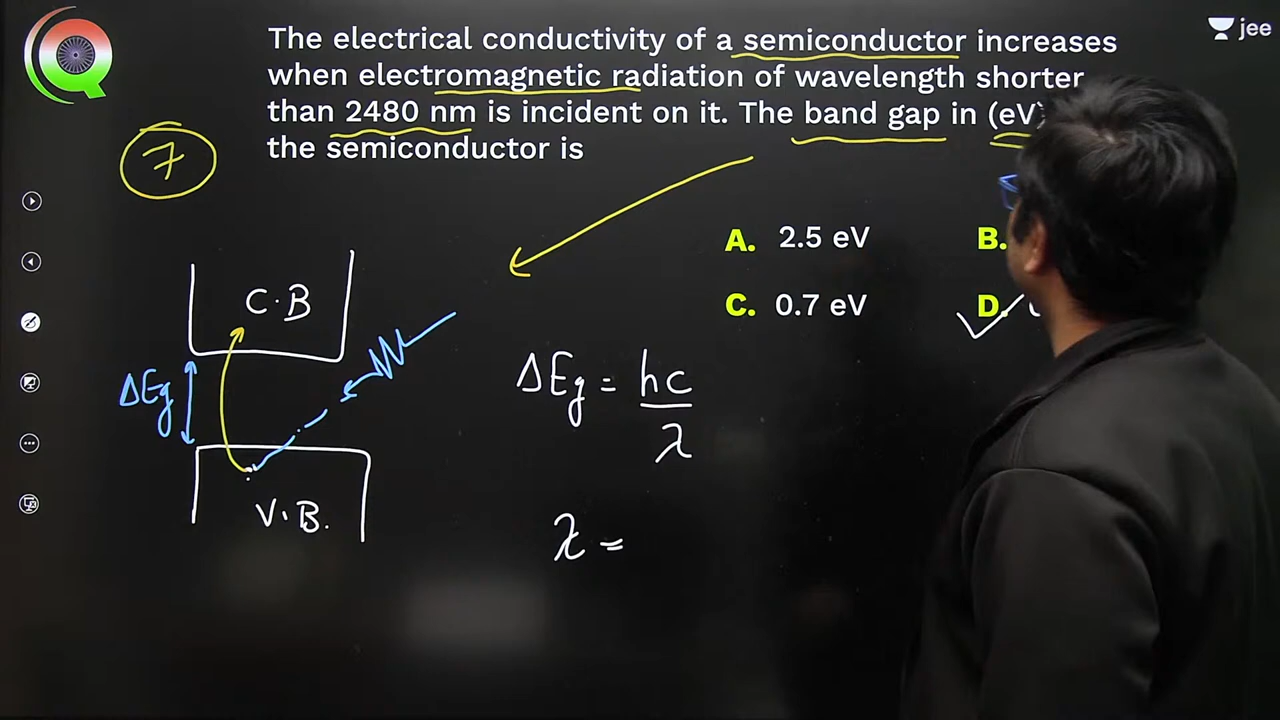 The electrical conductivity of a semiconductor increases
when electromagnetic radiation of wavelength shorter
than 2480 nm is incident on it. The band gap in (eV)
the semiconductor is
jee
7
A. 2.5 eV
B.
C. 0.7 eV
D.
C.B
ΔEg
V.B.
ΔEg = hc
λ
λ =